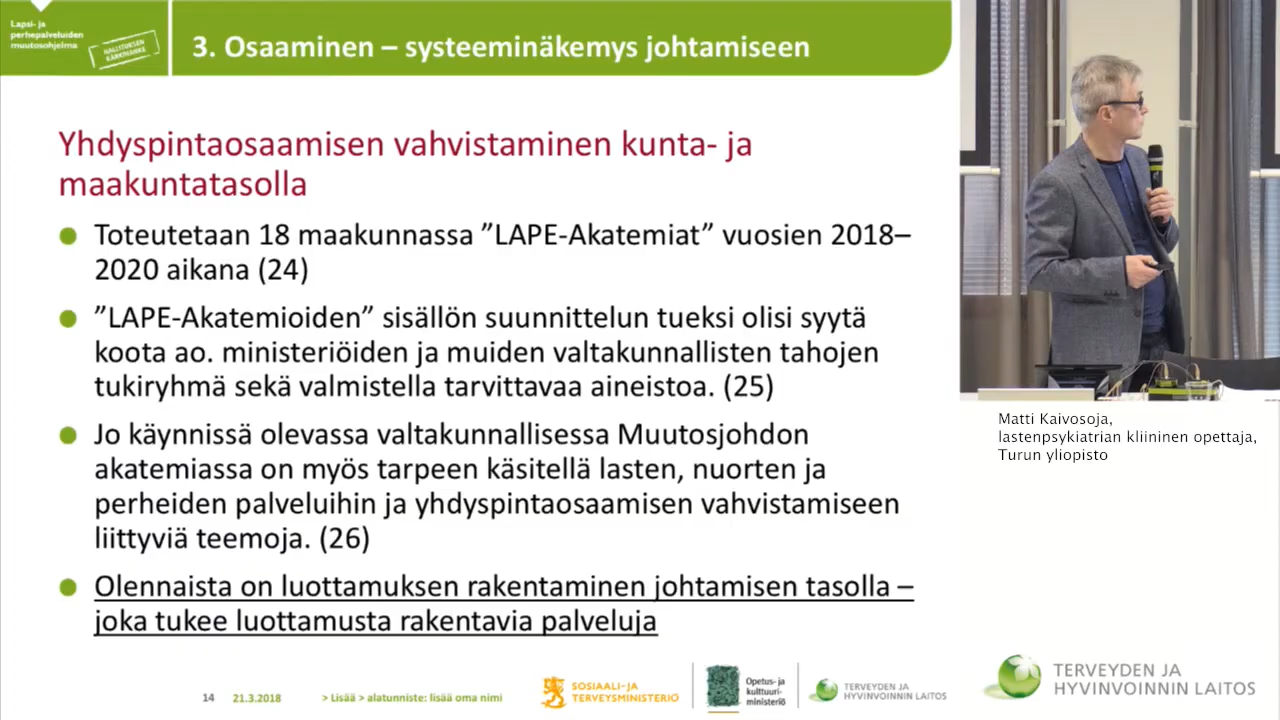 Lapsi- ja
perhepalveluiden
muutosohjelma
HALLITUKSEN
KÄRKIHANKE
3. Osaaminen – systeeminäkemys johtamiseen
Yhdyspintaosaamisen vahvistaminen kunta- ja
maakuntatasolla
Toteutetaan 18 maakunnassa ”LAPE-Akatemiat” vuosien 2018–
2020 aikana (24)
”LAPE-Akatemioiden” sisällön suunnittelun tueksi olisi syytä
koota ao. ministeriöiden ja muiden valtakunnallisten tahojen
tukiryhmä sekä valmistella tarvittavaa aineistoa. (25)
Jo käynnissä olevassa valtakunnallisessa Muutosjohdon
akatemiassa on myös tarpeen käsitellä lasten, nuorten ja
perheiden palveluihin ja yhdyspintaosaamisen vahvistamiseen
liittyviä teemoja. (26)
Olennaista on luottamuksen rakentaminen johtamisen tasolla –
joka tukee luottamusta rakentavia palveluja
Matti Kaivosoja,
lastenpsykiatrian kliininen opettaja,
Turun yliopisto
14 21.3.2018 > Lisää > alatunniste: lisää oma nimi
SOSIAALI- JA
TERVEYSMINISTERIÖ
Opetus- ja
kulttuuri-
ministeriö
TERVEYDEN JA
HYVINVOINNIN LAITOS
TERVEYDEN JA
HYVINVOINNIN LAITOS